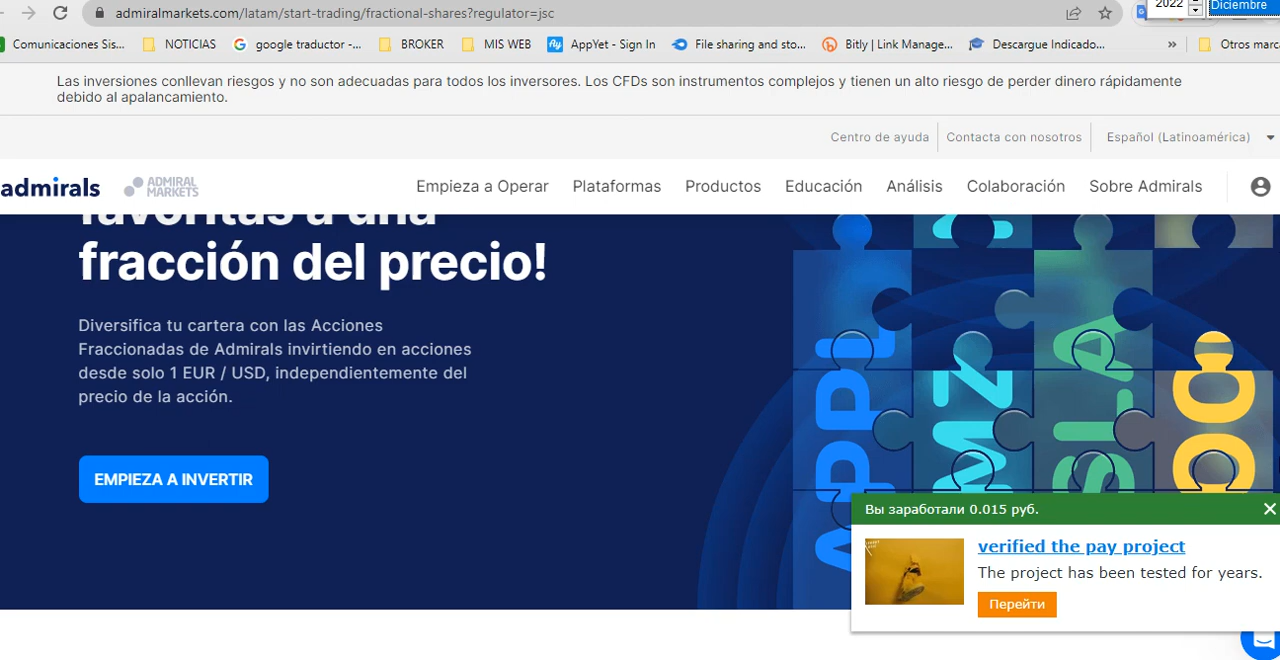 admiralmarkets.com/latam/start-trading/fractional-shares?regulator=jsc
2022
Diciembre
Comunicaciones Sis...
NOTICIAS
google traductor -...
BROKER
MIS WEB
AppYet - Sign In
File sharing and sto...
Bitly | Link Manage...
Descargue Indicado...
»
Otros marc
Las inversiones conllevan riesgos y no son adecuadas para todos los inversores. Los CFDs son instrumentos complejos y tienen un alto riesgo de perder dinero rápidamente
debido al apalancamiento.
Centro de ayuda
Contacta con nosotros
Español (Latinoamérica)
admirals
ADMIRAL
MARKETS
Empieza a Operar
Plataformas
Productos
Educación
Análisis
Colaboración
Sobre Admirals
favoritas a una
fracción del precio!
Diversifica tu cartera con las Acciones
Fraccionadas de Admirals invirtiendo en acciones
desde solo 1 EUR / USD, independientemente del
precio de la acción.
EMPIEZA A INVERTIR
APPL
MZ
SLA
OO
Вы заработали 0.015 руб.
verified the pay project
The project has been tested for years.
Перейти